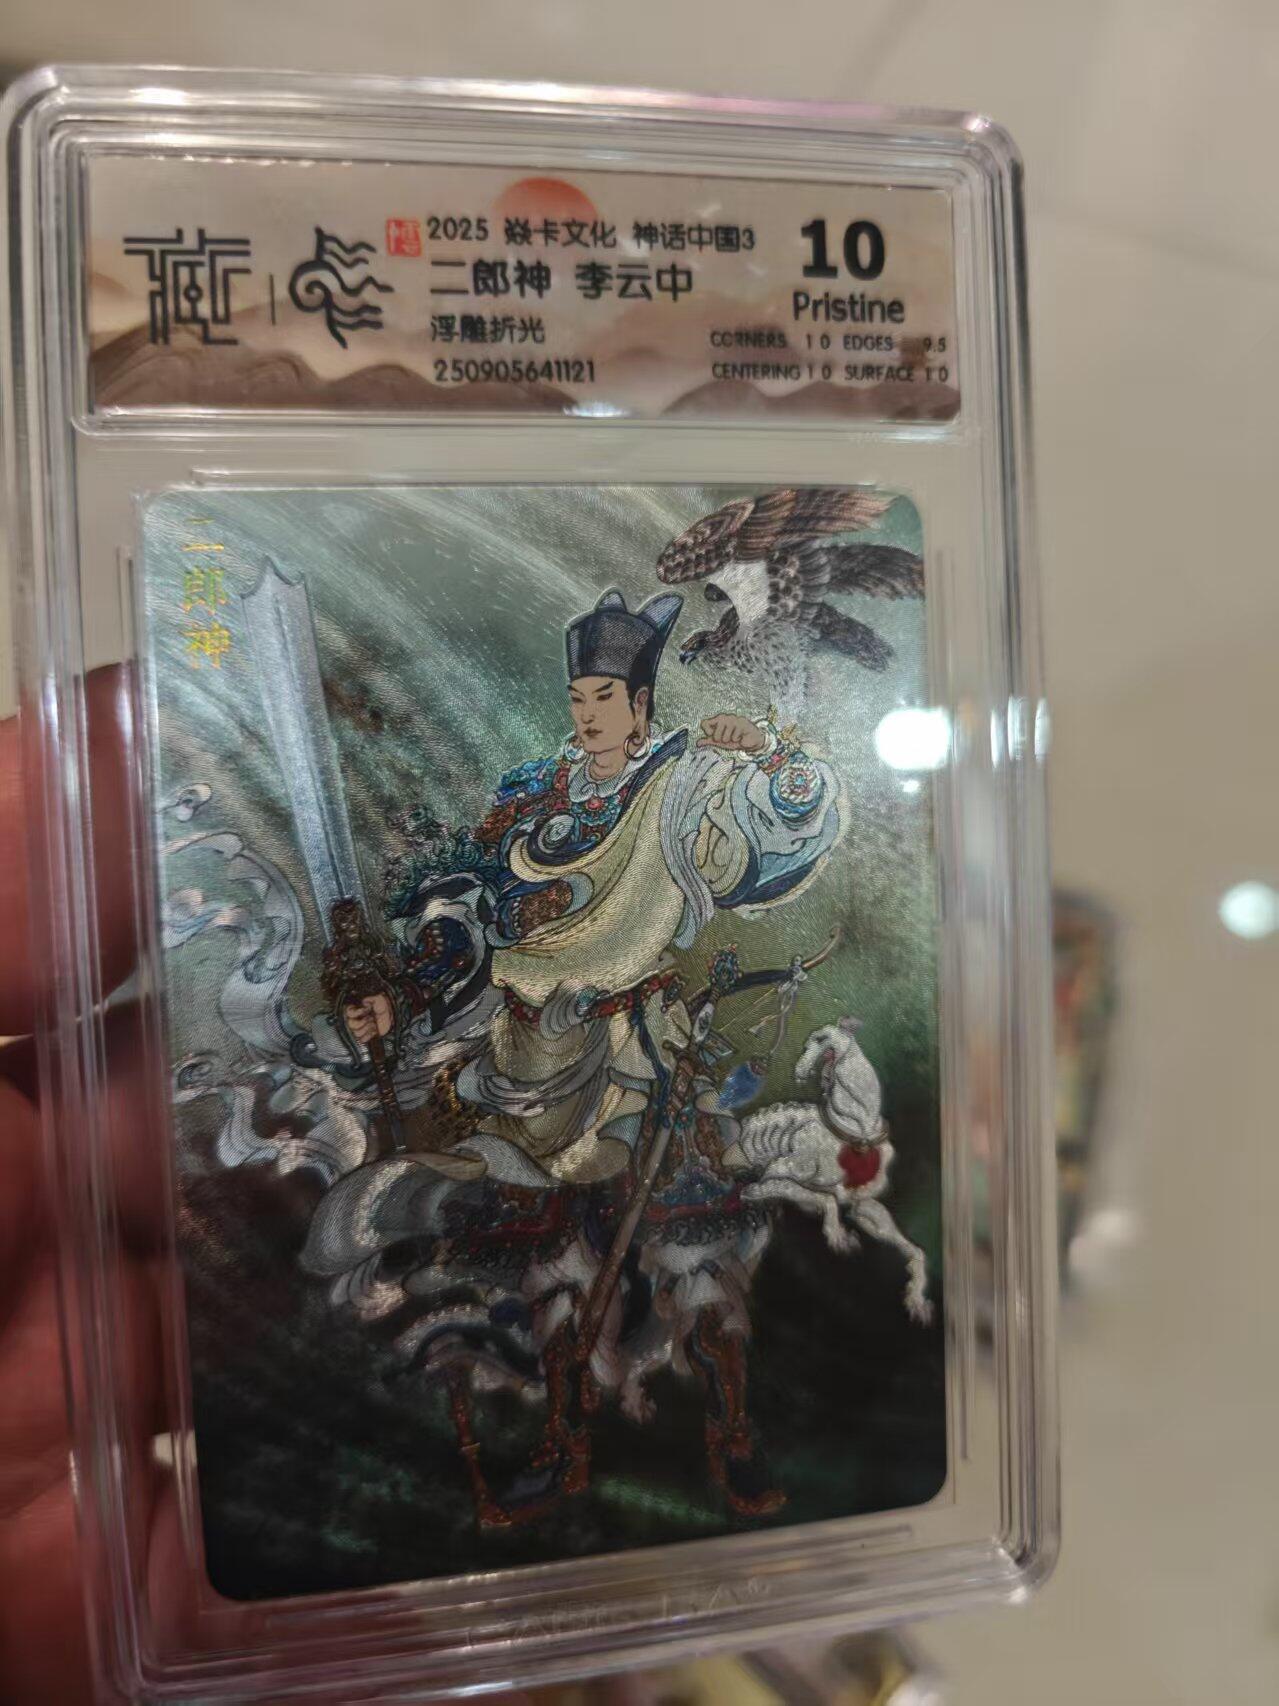 藏
2025 焱卡文化 神话中国3
二郎神 李云中
浮雕折光
250905641121
10
Pristine
CORNERS 10 EDGES 9.5
CENTERING 10 SURFACE 10
二郎神